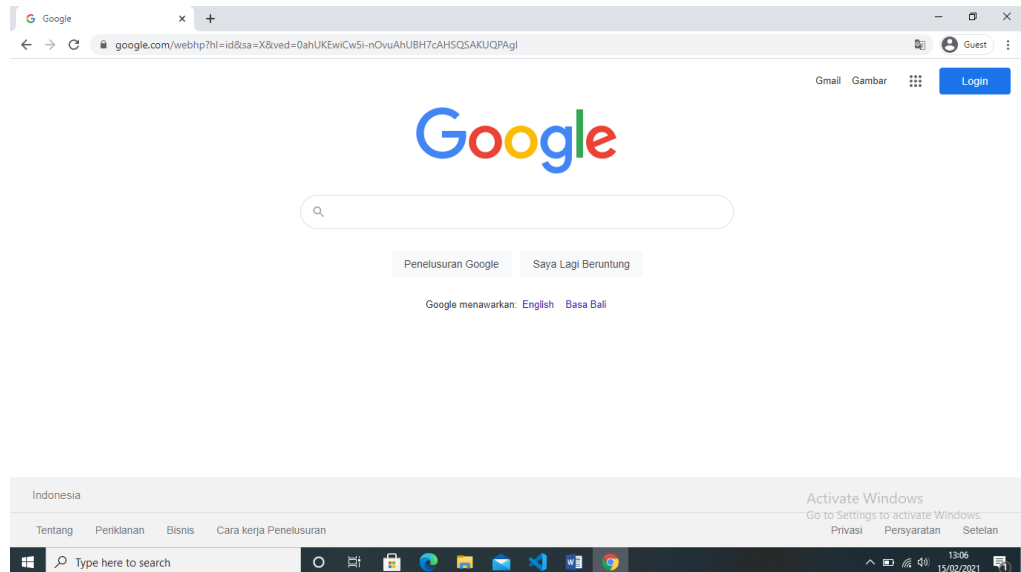 Google
google.com/webhp?hl=id&sa=X&ved=0ahUKEwiCw5i-nOvuAhUBH7cAHSQSAKUQPAgI
Guest
Gmail Gambar Login
Google
Penelusuran Google Saya Lagi Beruntung
Google menawarkan: English Basa Bali
Indonesia
Activate Windows
Go to Settings to activate Windows.
Tentang Periklanan Bisnis Cara kerja Penelusuran Privasi Persyaratan Setelan
Type here to search
13:06
15/02/2021
1